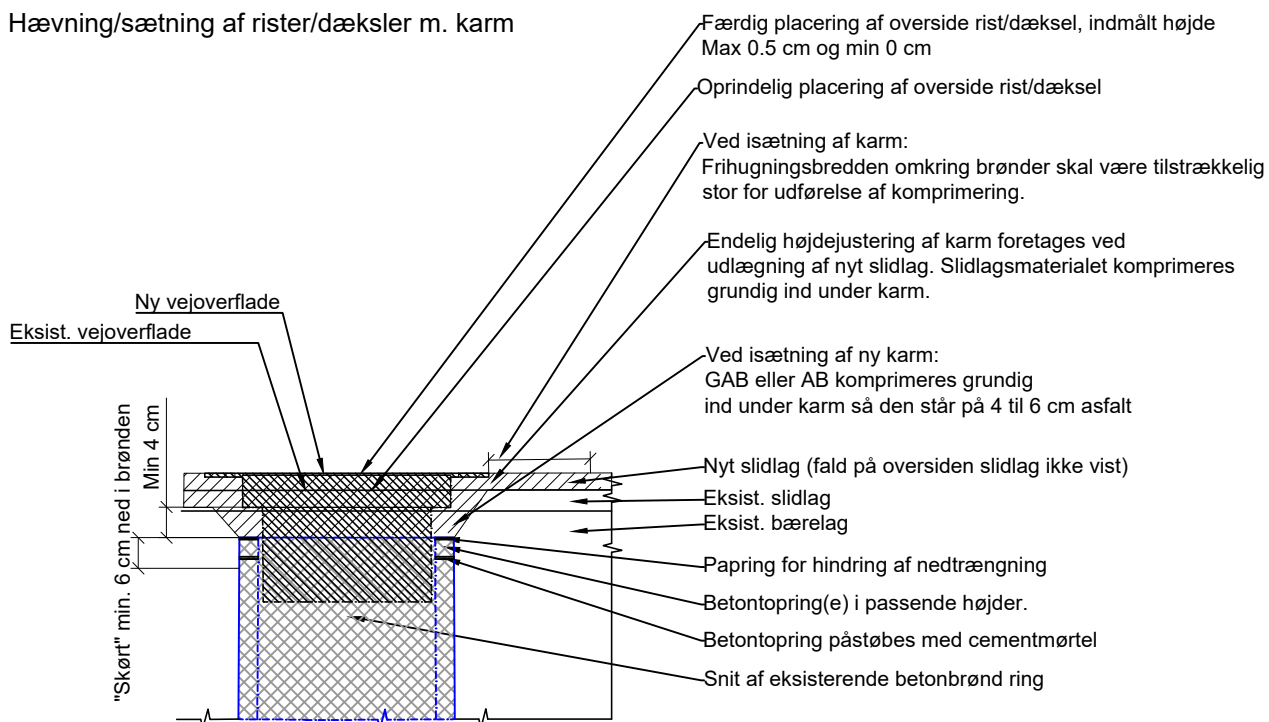 Hævning/sætning af rister/dæksler m. karm
Færdig placering af overside rist/dæksel, indmålt højde
Max 0.5 cm og min 0 cm
Oprindelig placering af overside rist/dæksel
Ved isætning af karm:
Frihugningsbredden omkring brønder skal være tilstrækkelig
stor for udførelse af komprimering.
Endelig højdejustering af karm foretages ved
udlægning af nyt slidlag. Slidlagsmaterialet komprimeres
grundig ind under karm.
Ny vejoverflade
Eksist. vejoverflade
Ved isætning af ny karm:
GAB eller AB komprimeres grundig
ind under karm så den står på 4 til 6 cm asfalt
"Skørt" min. 6 cm ned i brønden
Min 4 cm
Nyt slidlag (fald på oversiden slidlag ikke vist)
Eksist. slidlag
Eksist. bærelag
Papring for hindring af nedtrængning
Betontopring(e) i passende højder.
Betontopring påstøbes med cementmørtel
Snit af eksisterende betonbrønd ring